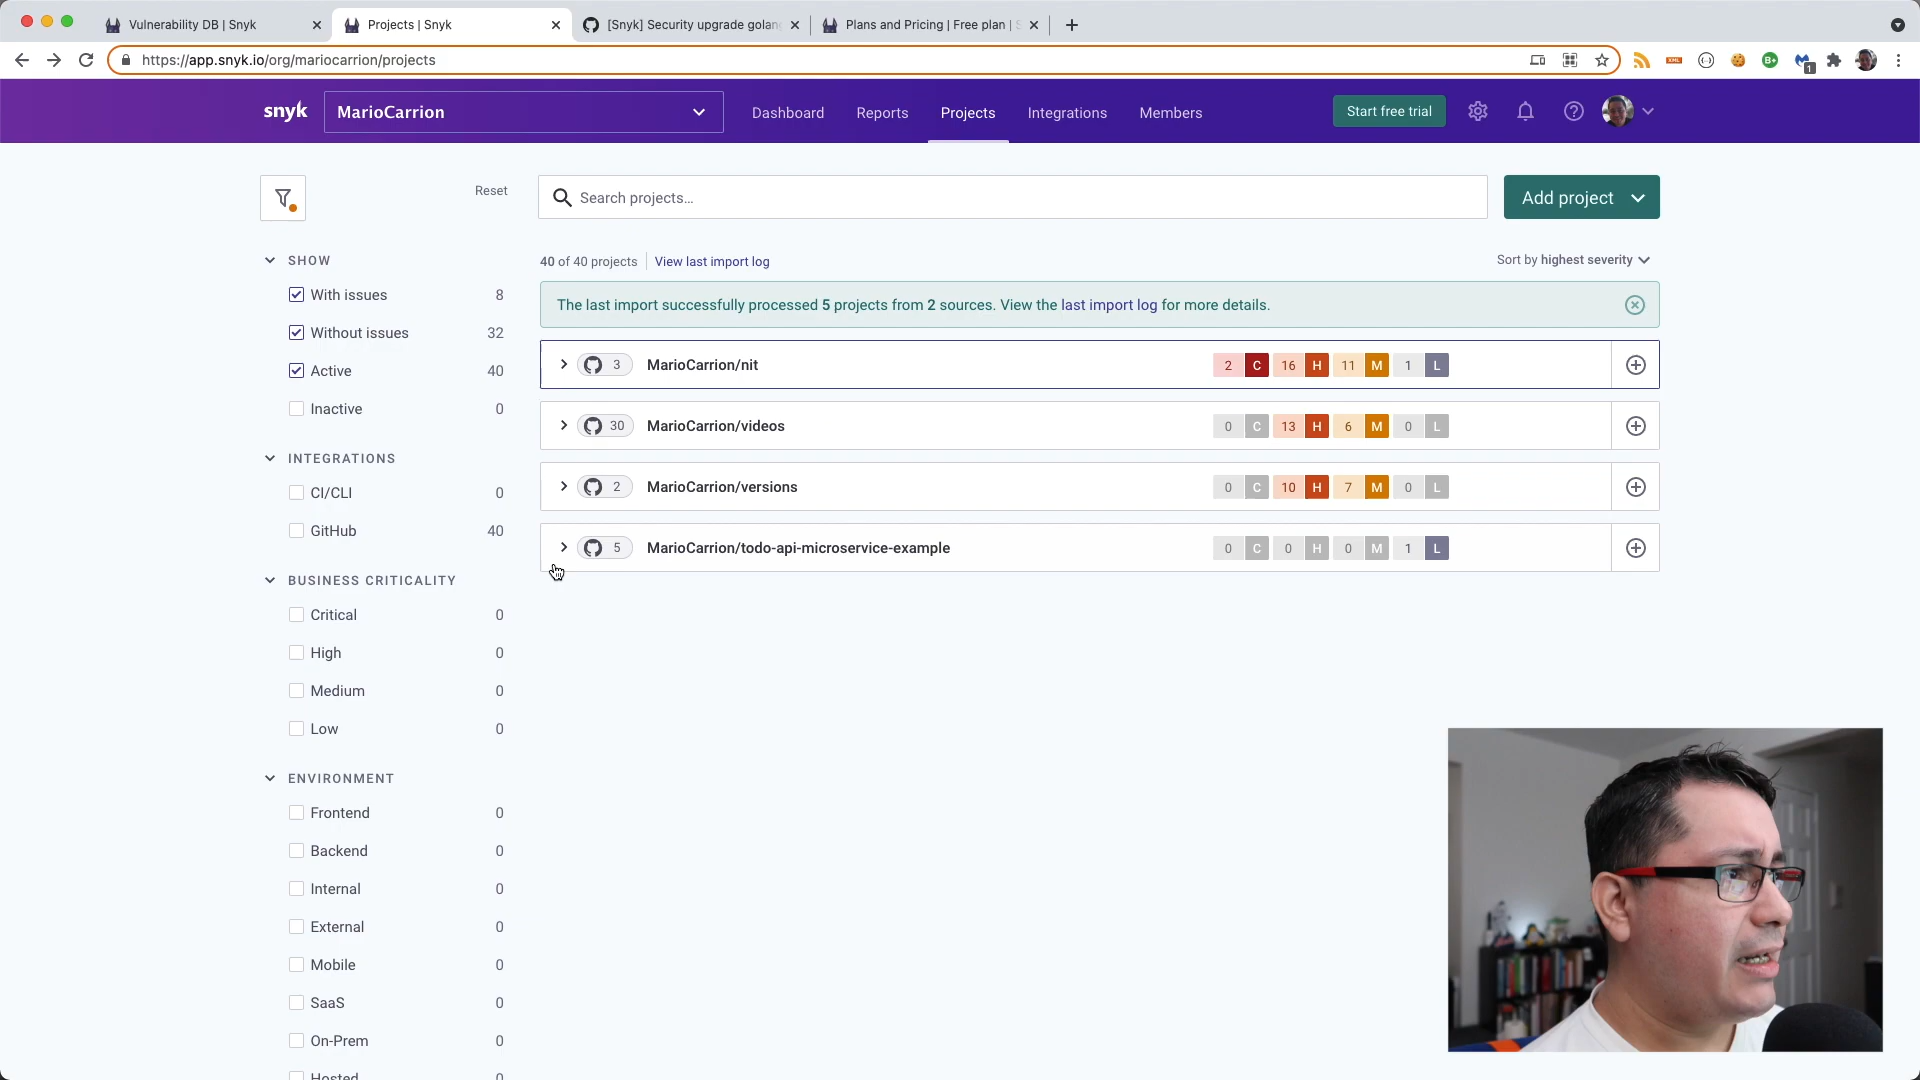 Vulnerability DB | Snyk
Projects | Snyk
[Snyk] Security upgrade golan
Plans and Pricing | Free plan | S
https://app.snyk.io/org/mariocarrion/projects
XML
B+
1
snyk
MarioCarrion
Dashboard
Reports
Projects
Integrations
Members
Start free trial
Reset
Search projects...
Add project
SHOW
With issues 8
Without issues 32
Active 40
Inactive 0
INTEGRATIONS
CI/CLI 0
GitHub 40
BUSINESS CRITICALITY
Critical 0
High 0
Medium 0
Low 0
ENVIRONMENT
Frontend 0
Backend 0
Internal 0
External 0
Mobile 0
SaaS 0
On-Prem 0
Hosted 0
40 of 40 projects
View last import log
Sort by highest severity
The last import successfully processed 5 projects from 2 sources. View the last import log for more details.
3 MarioCarrion/nit 2 C 16 H 11 M 1 L
30 MarioCarrion/videos 0 C 13 H 6 M 0 L
2 MarioCarrion/versions 0 C 10 H 7 M 0 L
5 MarioCarrion/todo-api-microservice-example 0 C 0 H 0 M 1 L